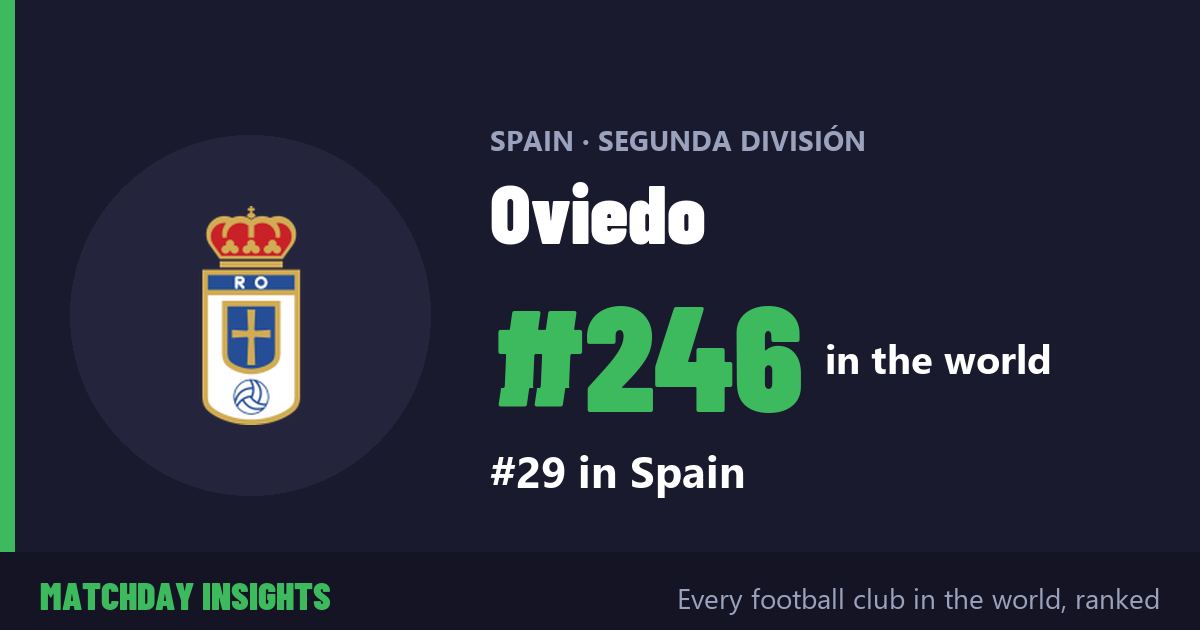 SPAIN · SEGUNDA DIVISIÓN
Oviedo
R O
#246 in the world
#29 in Spain
MATCHDAY INSIGHTS
Every football club in the world, ranked